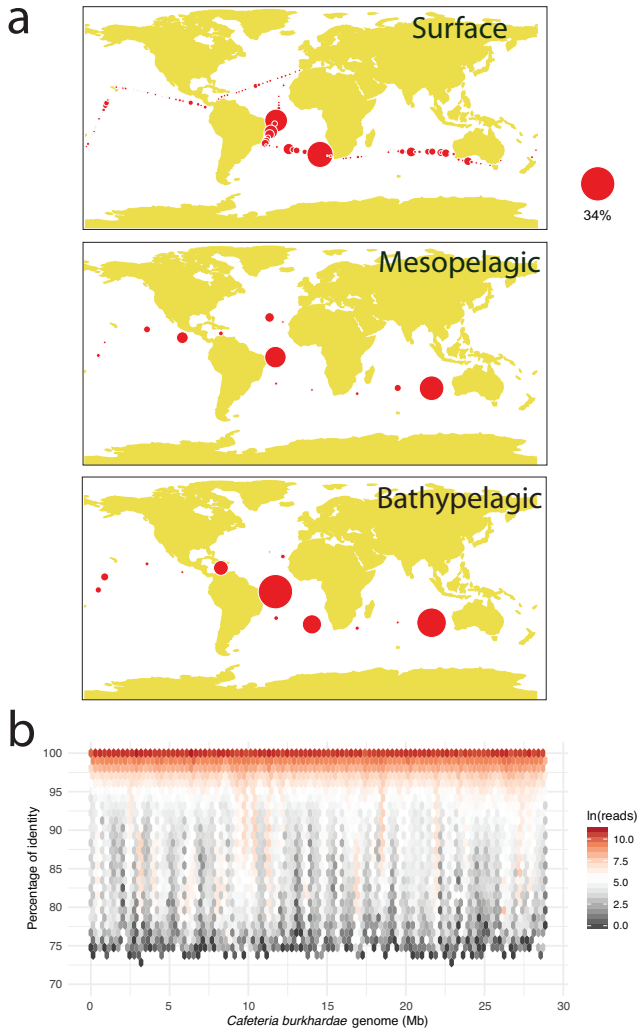 a
Surface
34%
Mesopelagic
Bathypelagic
b
100
95
90
85
80
75
70
Percentage of identity
0 5 10 15 20 25 30
Cafeteria burkhardae genome (Mb)
ln(reads)
10.0
7.5
5.0
2.5
0.0